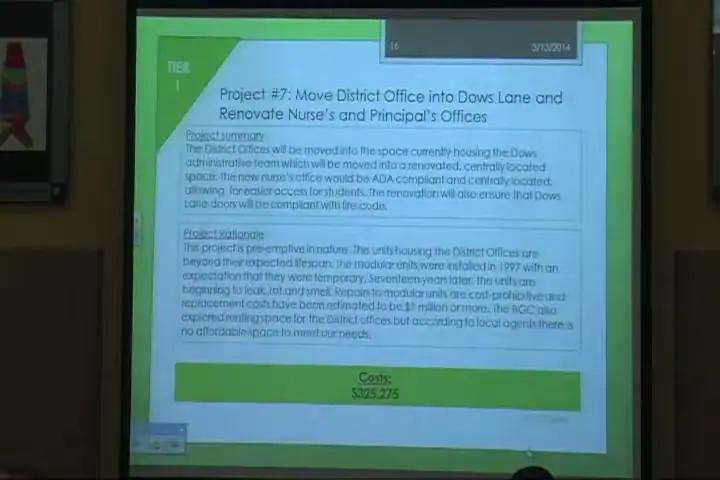 16
3/13/2014
TIER
I
Project #7: Move District Office into Dows Lane and
Renovate Nurse's and Principal's Offices
Project summary
The District Offices will be moved into the space currently housing the Dows
administrative team which will be moved into a renovated, centrally located
space. The new nurse's office would be ADA compliant and centrally located,
allowing for easier access for students. The renovation will also ensure that Dows
Lane doors will be compliant with fire code.
Project Rationale
This project is pre-emptive in nature. The units housing the District Offices are
beyond their expected lifespan. The modular units were installed in 1997 with an
expectation that they were temporary. Seventeen years later, the units are
beginning to leak, rot and smell. Repairs to modular units are cost-prohibitive and
replacement costs have been estimated to be $1 million or more. The BGC also
explored renting space for the District offices but according to local agents there is
no affordable space to meet our needs.
Costs:
$325,275